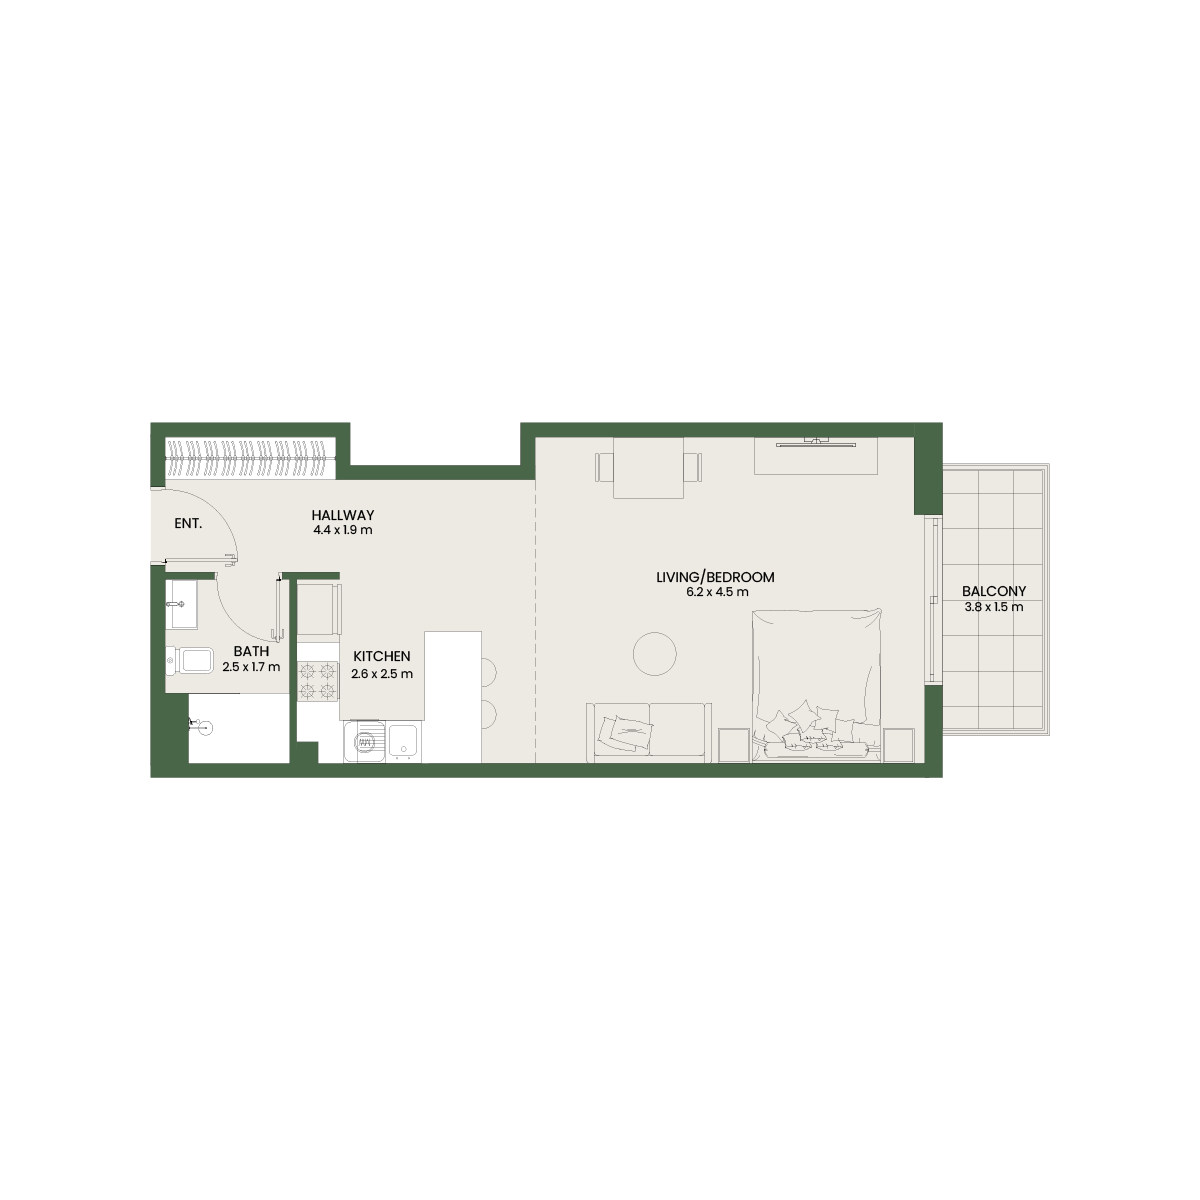 ENT.
HALLWAY
4.4 x 1.9 m
LIVING/BEDROOM
6.2 x 4.5 m
BALCONY
3.8 x 1.5 m
BATH
2.5 x 1.7 m
KITCHEN
2.6 x 2.5 m